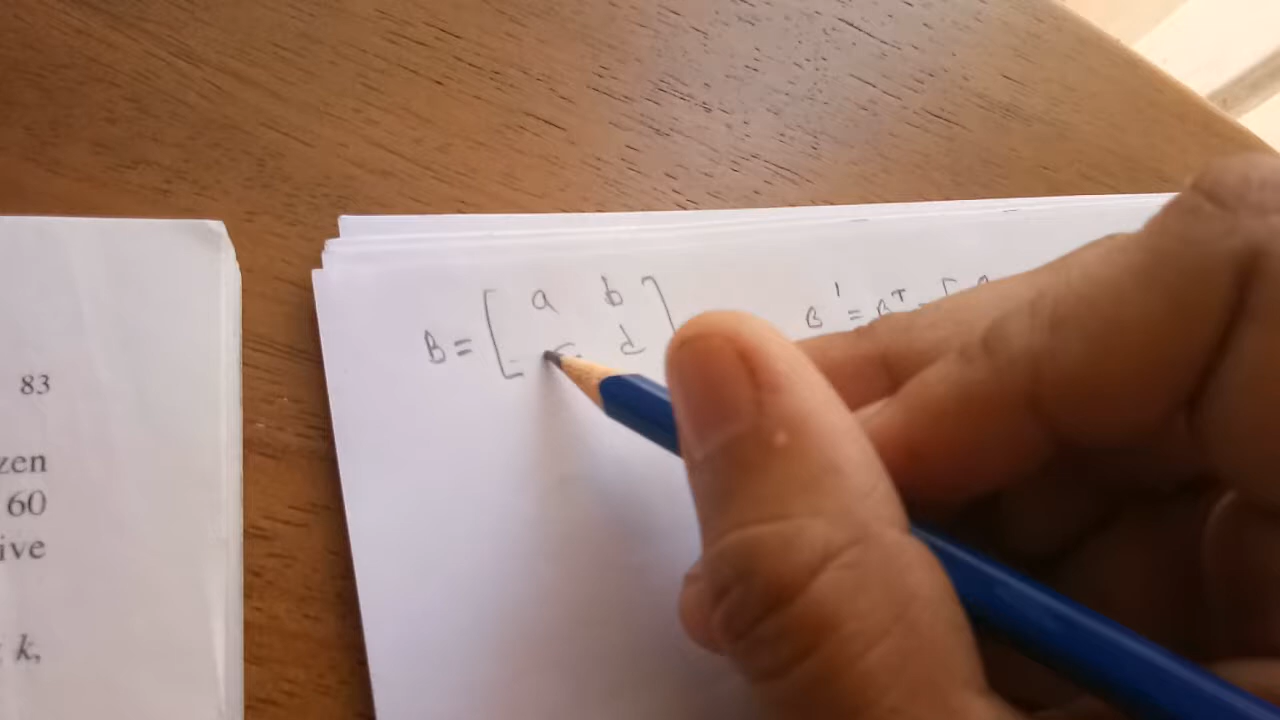 83
zen
60
ive
k,
B = [ a b
c d ]
B' = B^T = [ a